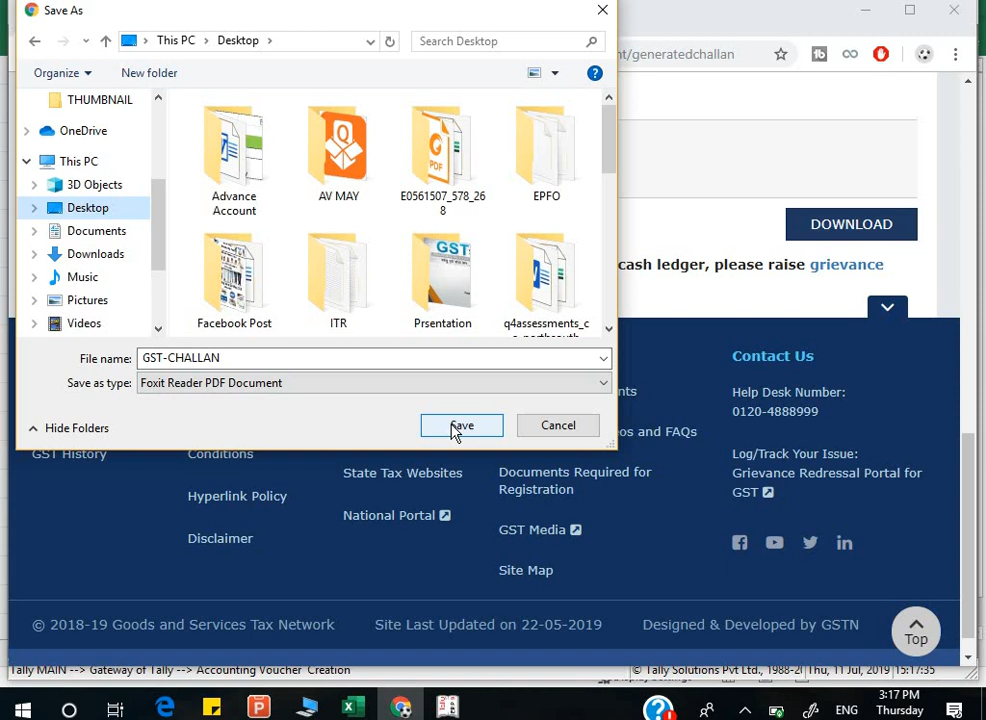 Save As
This PC
Desktop
Search Desktop
nt/generatedchallan
Organize
New folder
THUMBNAIL
OneDrive
This PC
3D Objects
Desktop
Documents
Downloads
Music
Pictures
Videos
Advance
Account
AV MAY
E0561507_578_26
8
EPFO
Facebook Post
ITR
Prsentation
q4assessments_c
GST
File name:
GST-CHALLAN
Save as type:
Foxit Reader PDF Document
Hide Folders
Save
Cancel
DOWNLOAD
cash ledger, please raise grievance
GST History
Conditions
Hyperlink Policy
Disclaimer
State Tax Websites
National Portal
os and FAQs
Documents Required for
Registration
GST Media
Site Map
Contact Us
Help Desk Number:
0120-4888999
Log/Track Your Issue:
Grievance Redressal Portal for
GST
Top
© 2018-19 Goods and Services Tax Network
Site Last Updated on 22-05-2019
Designed & Developed by GSTN
Tally MAIN --> Gateway of Tally --> Accounting Voucher Creation
© Tally Solutions Pvt Ltd., 1988-20
Thu, 11 Jul, 2019
15:17:35
ENG
3:17 PM
Thursday